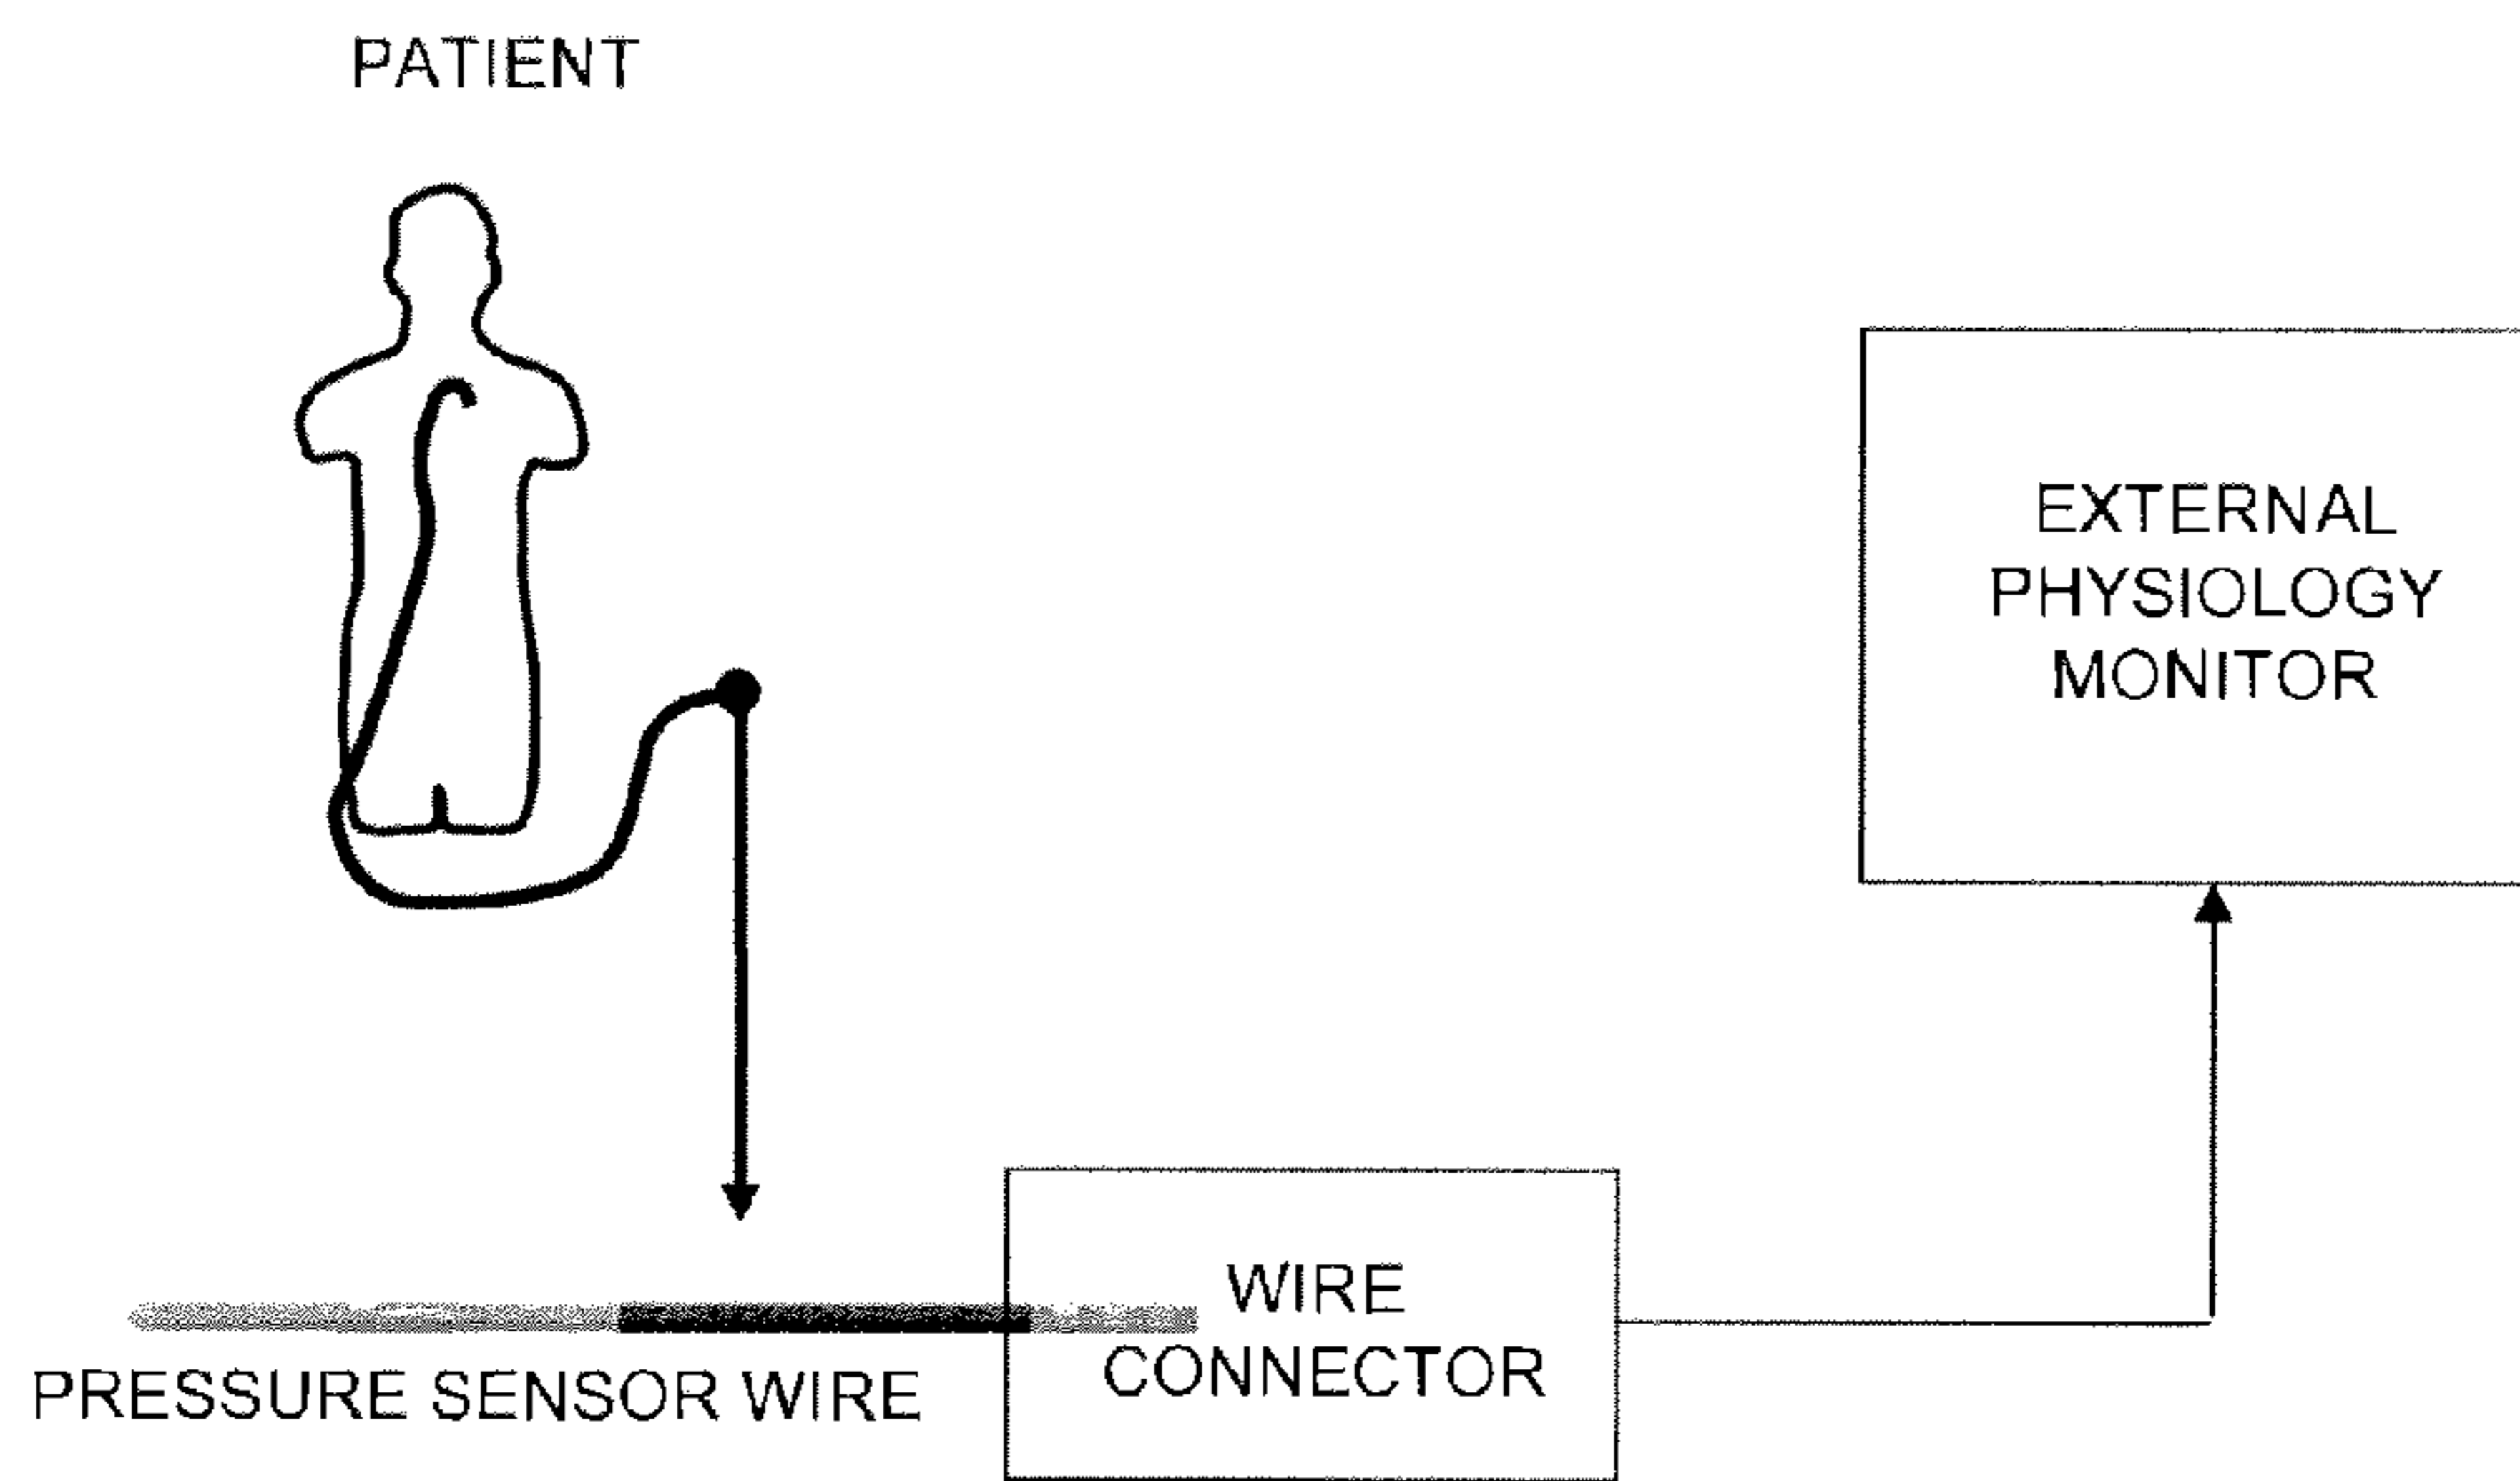 PATIENT
EXTERNAL
PHYSIOLOGY
MONITOR
WIRE
CONNECTOR
PRESSURE SENSOR WIRE